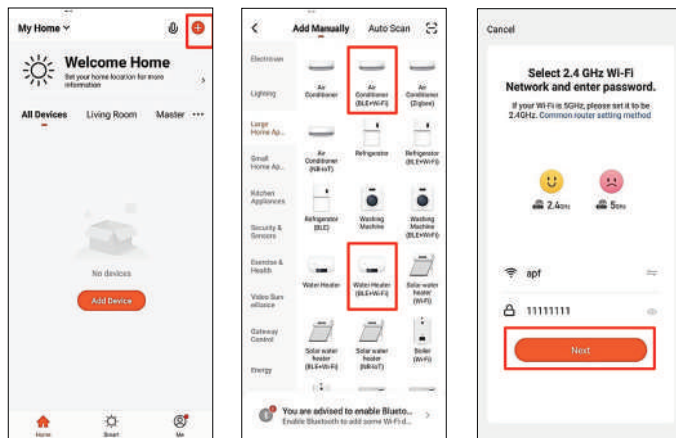 My Home
Welcome Home
Set your home location for more
information
All Devices
Living Room
Master
No devices
Add Device
Home
Smart
Me
Add Manually
Auto Scan
Electrician
Lighting
Large
Home Ap...
Small
Home Ap...
Kitchen
Appliances
Security &
Sensors
Exercise &
Health
Video Surv
eillance
Gateway
Control
Energy
Air
Conditioner
Air
Conditioner
(BLE+Wi-Fi)
Air
Conditioner
(Zigbee)
Air
Conditioner
(NB-IoT)
Refrigerator
Refrigerator
(BLE+Wi-Fi)
Refrigerator
(BLE)
Washing
Machine
Washing
Machine
(BLE+Wi-Fi)
Water Heater
Water Heater
(BLE+Wi-Fi)
Solar water
heater
(Wi-Fi)
Solar water
heater
(BLE+Wi-Fi)
Solar water
heater
(NB-IoT)
Boiler
(Wi-Fi)
You are advised to enable Blueto...
Enable Bluetooth to add some Wi-Fi d...
Cancel
Select 2.4 GHz Wi-Fi
Network and enter password.
If your Wi-Fi is 5GHz, please set it to be
2.4GHz. Common router setting method
2.4GHz
5GHz
apf
11111111
Next